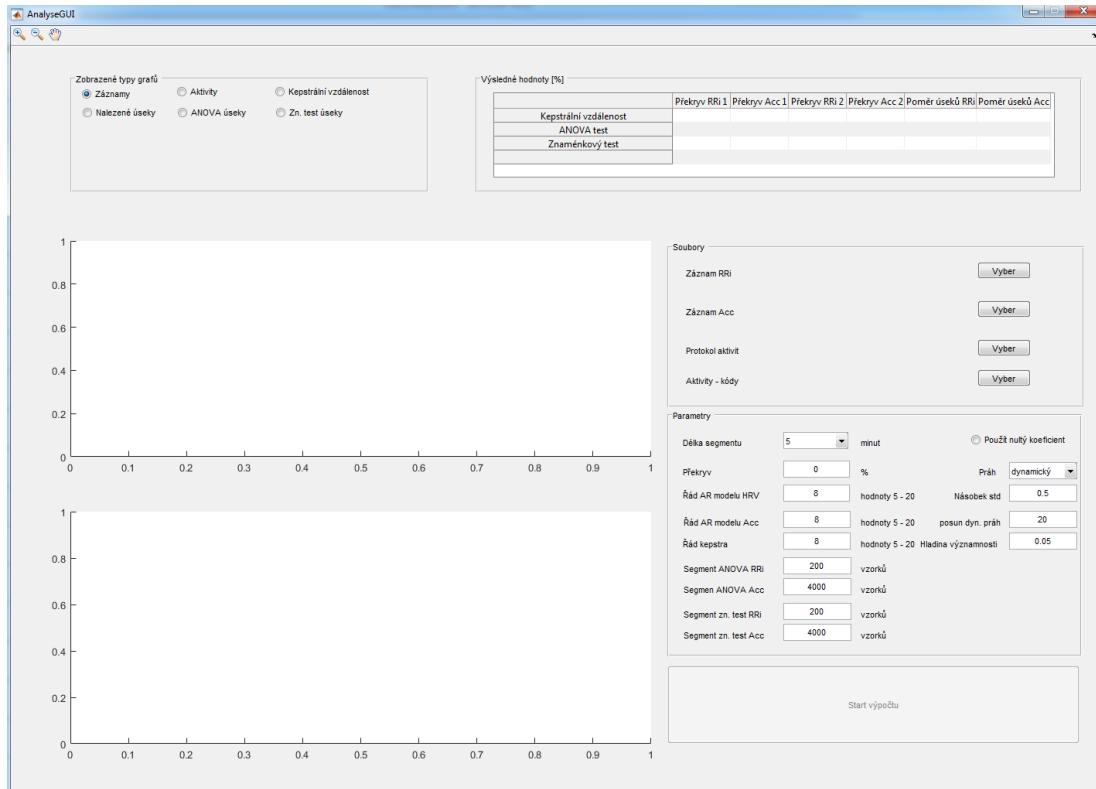 AnalyseGUI
Zobrazené typy grafů
Záznamy Aktivity Kepstrální vzdálenost
Nalezené úseky ANOVA úseky Zn. test úseky
Výsledné hodnoty [%]
Překryv RRi 1 Překryv Acc 1 Překryv RRi 2 Překryv Acc 2 Poměr úseků RRi Poměr úseků Acc
Kepstrální vzdálenost
ANOVA test
Znaménkový test
1
0.8
0.6
0.4
0.2
0
0 0.1 0.2 0.3 0.4 0.5 0.6 0.7 0.8 0.9 1
1
0.8
0.6
0.4
0.2
0
0 0.1 0.2 0.3 0.4 0.5 0.6 0.7 0.8 0.9 1
Soubory
Záznam RRi Vyber
Záznam Acc Vyber
Protokol aktivit Vyber
Aktivity - kódy Vyber
Parametry
Délka segmentu 5 minut Použít nultý koeficient
Překryv 0 % Práh dynamický
Řád AR modelu HRV 8 hodnoty 5 - 20 Násobek std 0.5
Řád AR modelu Acc 8 hodnoty 5 - 20 posun dyn. práh 20
Řád kepstra 8 hodnoty 5 - 20 Hladina významnosti 0.05
Segment ANOVA RRi 200 vzorků
Segmen ANOVA Acc 4000 vzorků
Segment zn. test RRi 200 vzorků
Segment zn. test Acc 4000 vzorků
Start výpočtu